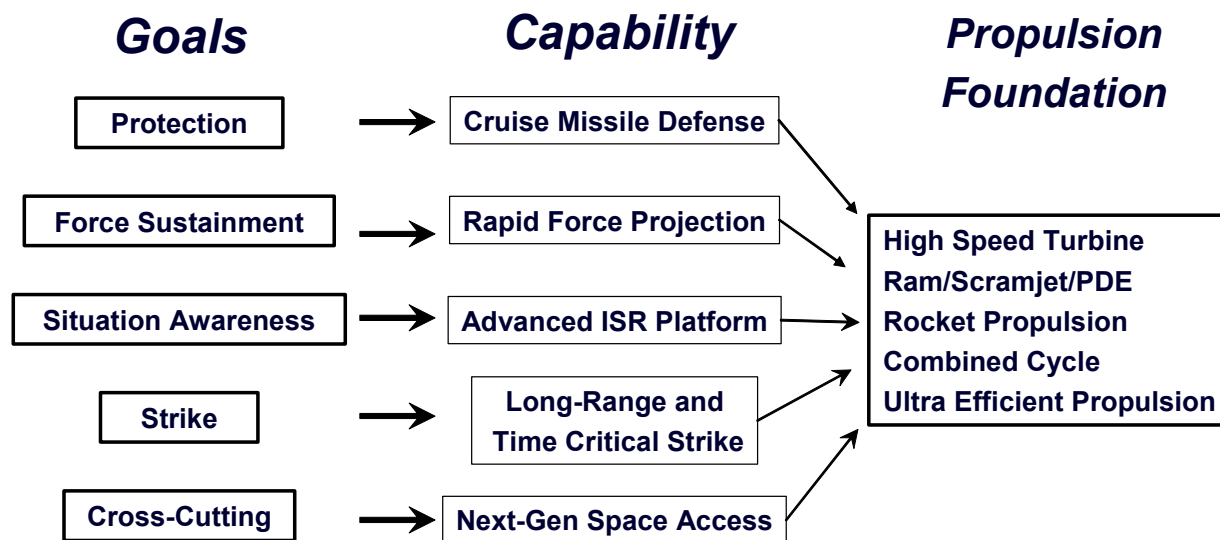 Goals
Capability
Propulsion
Foundation
Protection
Cruise Missile Defense
Force Sustainment
Rapid Force Projection
Situation Awareness
Advanced ISR Platform
Strike
Long-Range and
Time Critical Strike
Cross-Cutting
Next-Gen Space Access
High Speed Turbine
Ram/Scramjet/PDE
Rocket Propulsion
Combined Cycle
Ultra Efficient Propulsion